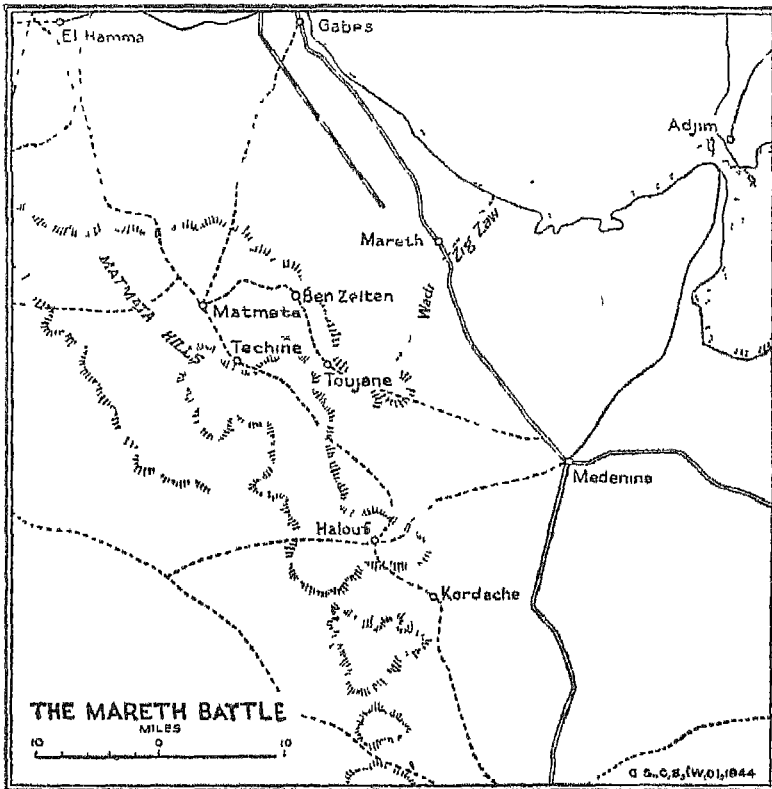 El Hamma
Gabes
Adjim
Mareth
Wadi Zig Zaw
MATMATA HILLS
Matmata
Ben Zelten
Techine
Toujane
Medenine
Halouf
Kordache
THE MARETH BATTLE
MILES
10 0 10
1944